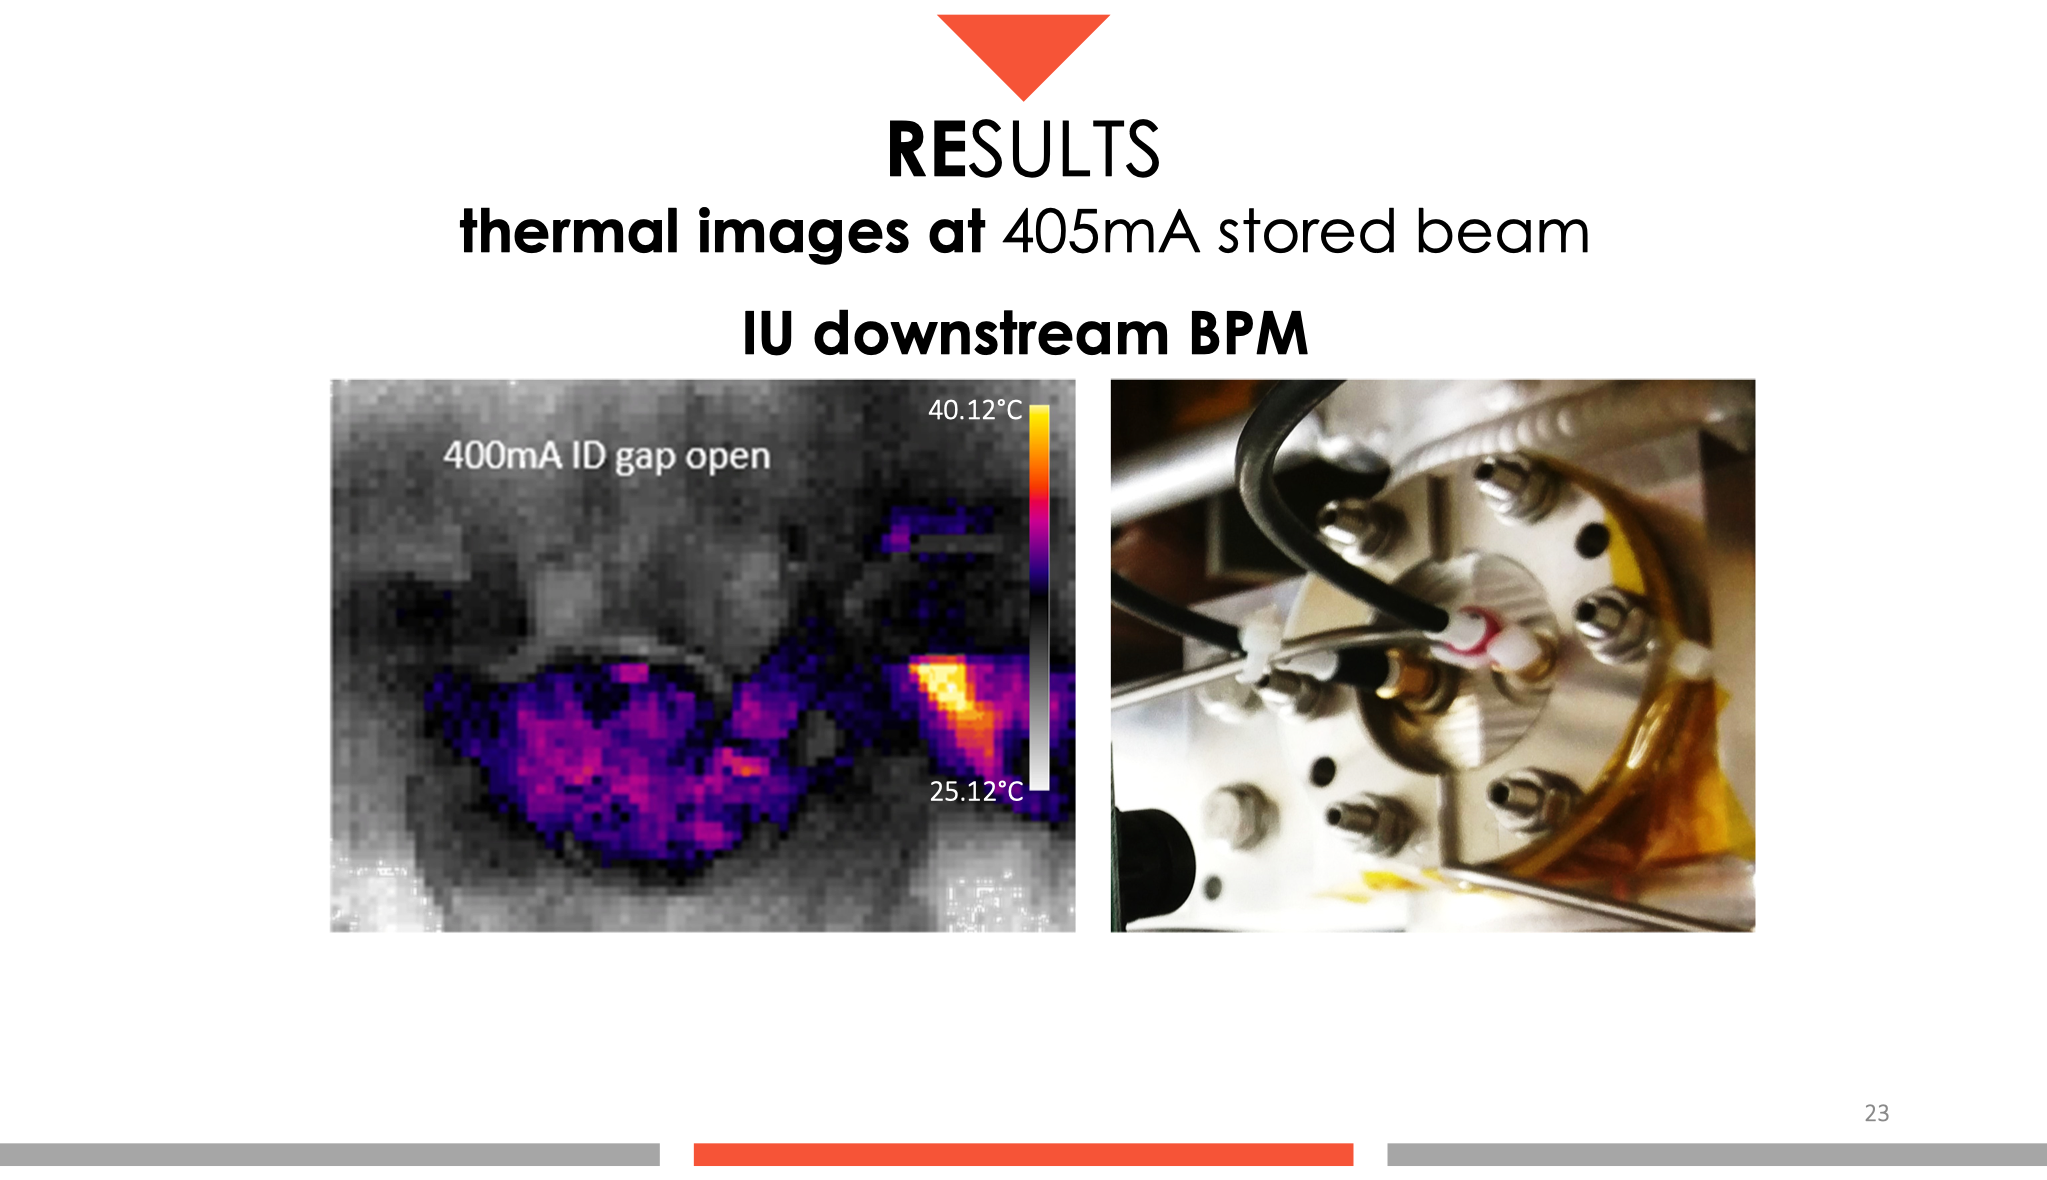 RESULTS
thermal images at 405mA stored beam
IU downstream BPM
400mA ID gap open
40.12°C
25.12°C
23